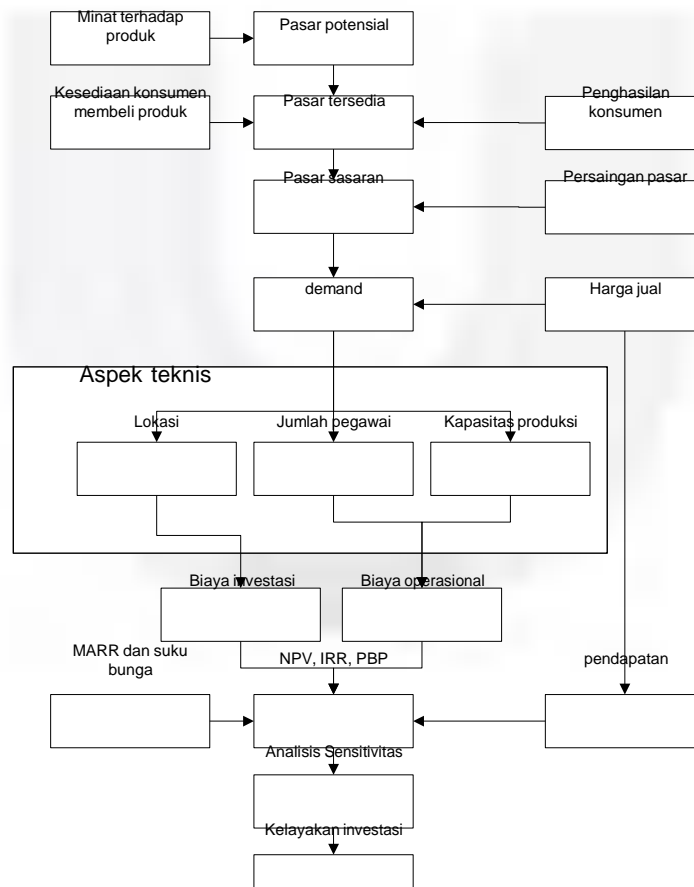 Minat terhadap
produk
Pasar potensial
Kesediaan konsumen
membeli produk
Pasar tersedia
Penghasilan
konsumen
Pasar sasaran
Persaingan pasar
demand
Harga jual
Aspek teknis
Lokasi
Jumlah pegawai
Kapasitas produksi
Biaya investasi
Biaya operasional
MARR dan suku
bunga
NPV, IRR, PBP
pendapatan
Analisis Sensitivitas
Kelayakan investasi